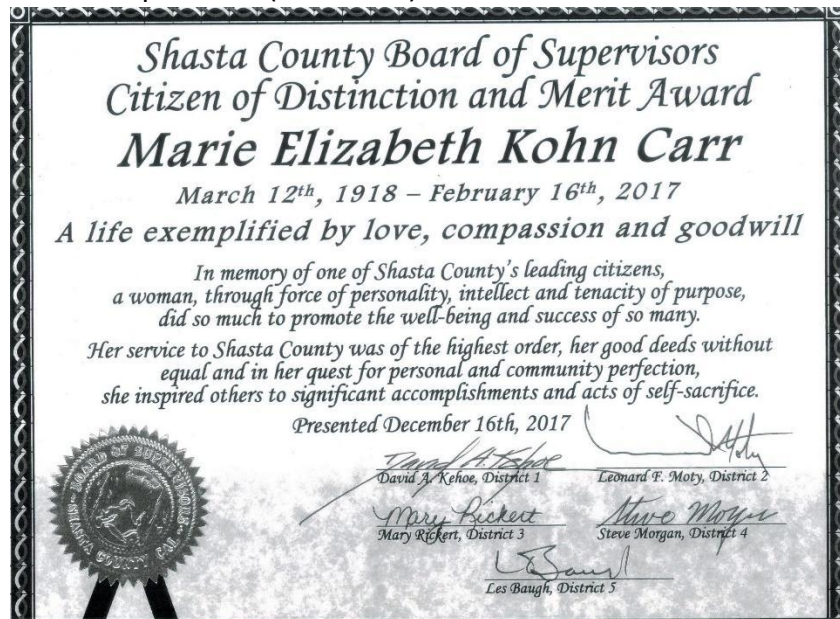 Shasta County Board of Supervisors
Citizen of Distinction and Merit Award
Marie Elizabeth Kohn Carr
March 12th, 1918 – February 16th, 2017
A life exemplified by love, compassion and goodwill
In memory of one of Shasta County's leading citizens,
a woman, through force of personality, intellect and tenacity of purpose,
did so much to promote the well-being and success of so many.
Her service to Shasta County was of the highest order, her good deeds without
equal and in her quest for personal and community perfection,
she inspired others to significant accomplishments and acts of self-sacrifice.
Presented December 16th, 2017
David A. Kehoe
David A. Kehoe, District 1
Leonard F. Moty, District 2
Mary Rickert
Mary Rickert, District 3
Steve Morgan
Steve Morgan, District 4
Les Baugh, District 5
BOARD OF SUPERVISORS
SHASTA COUNTY CAL.